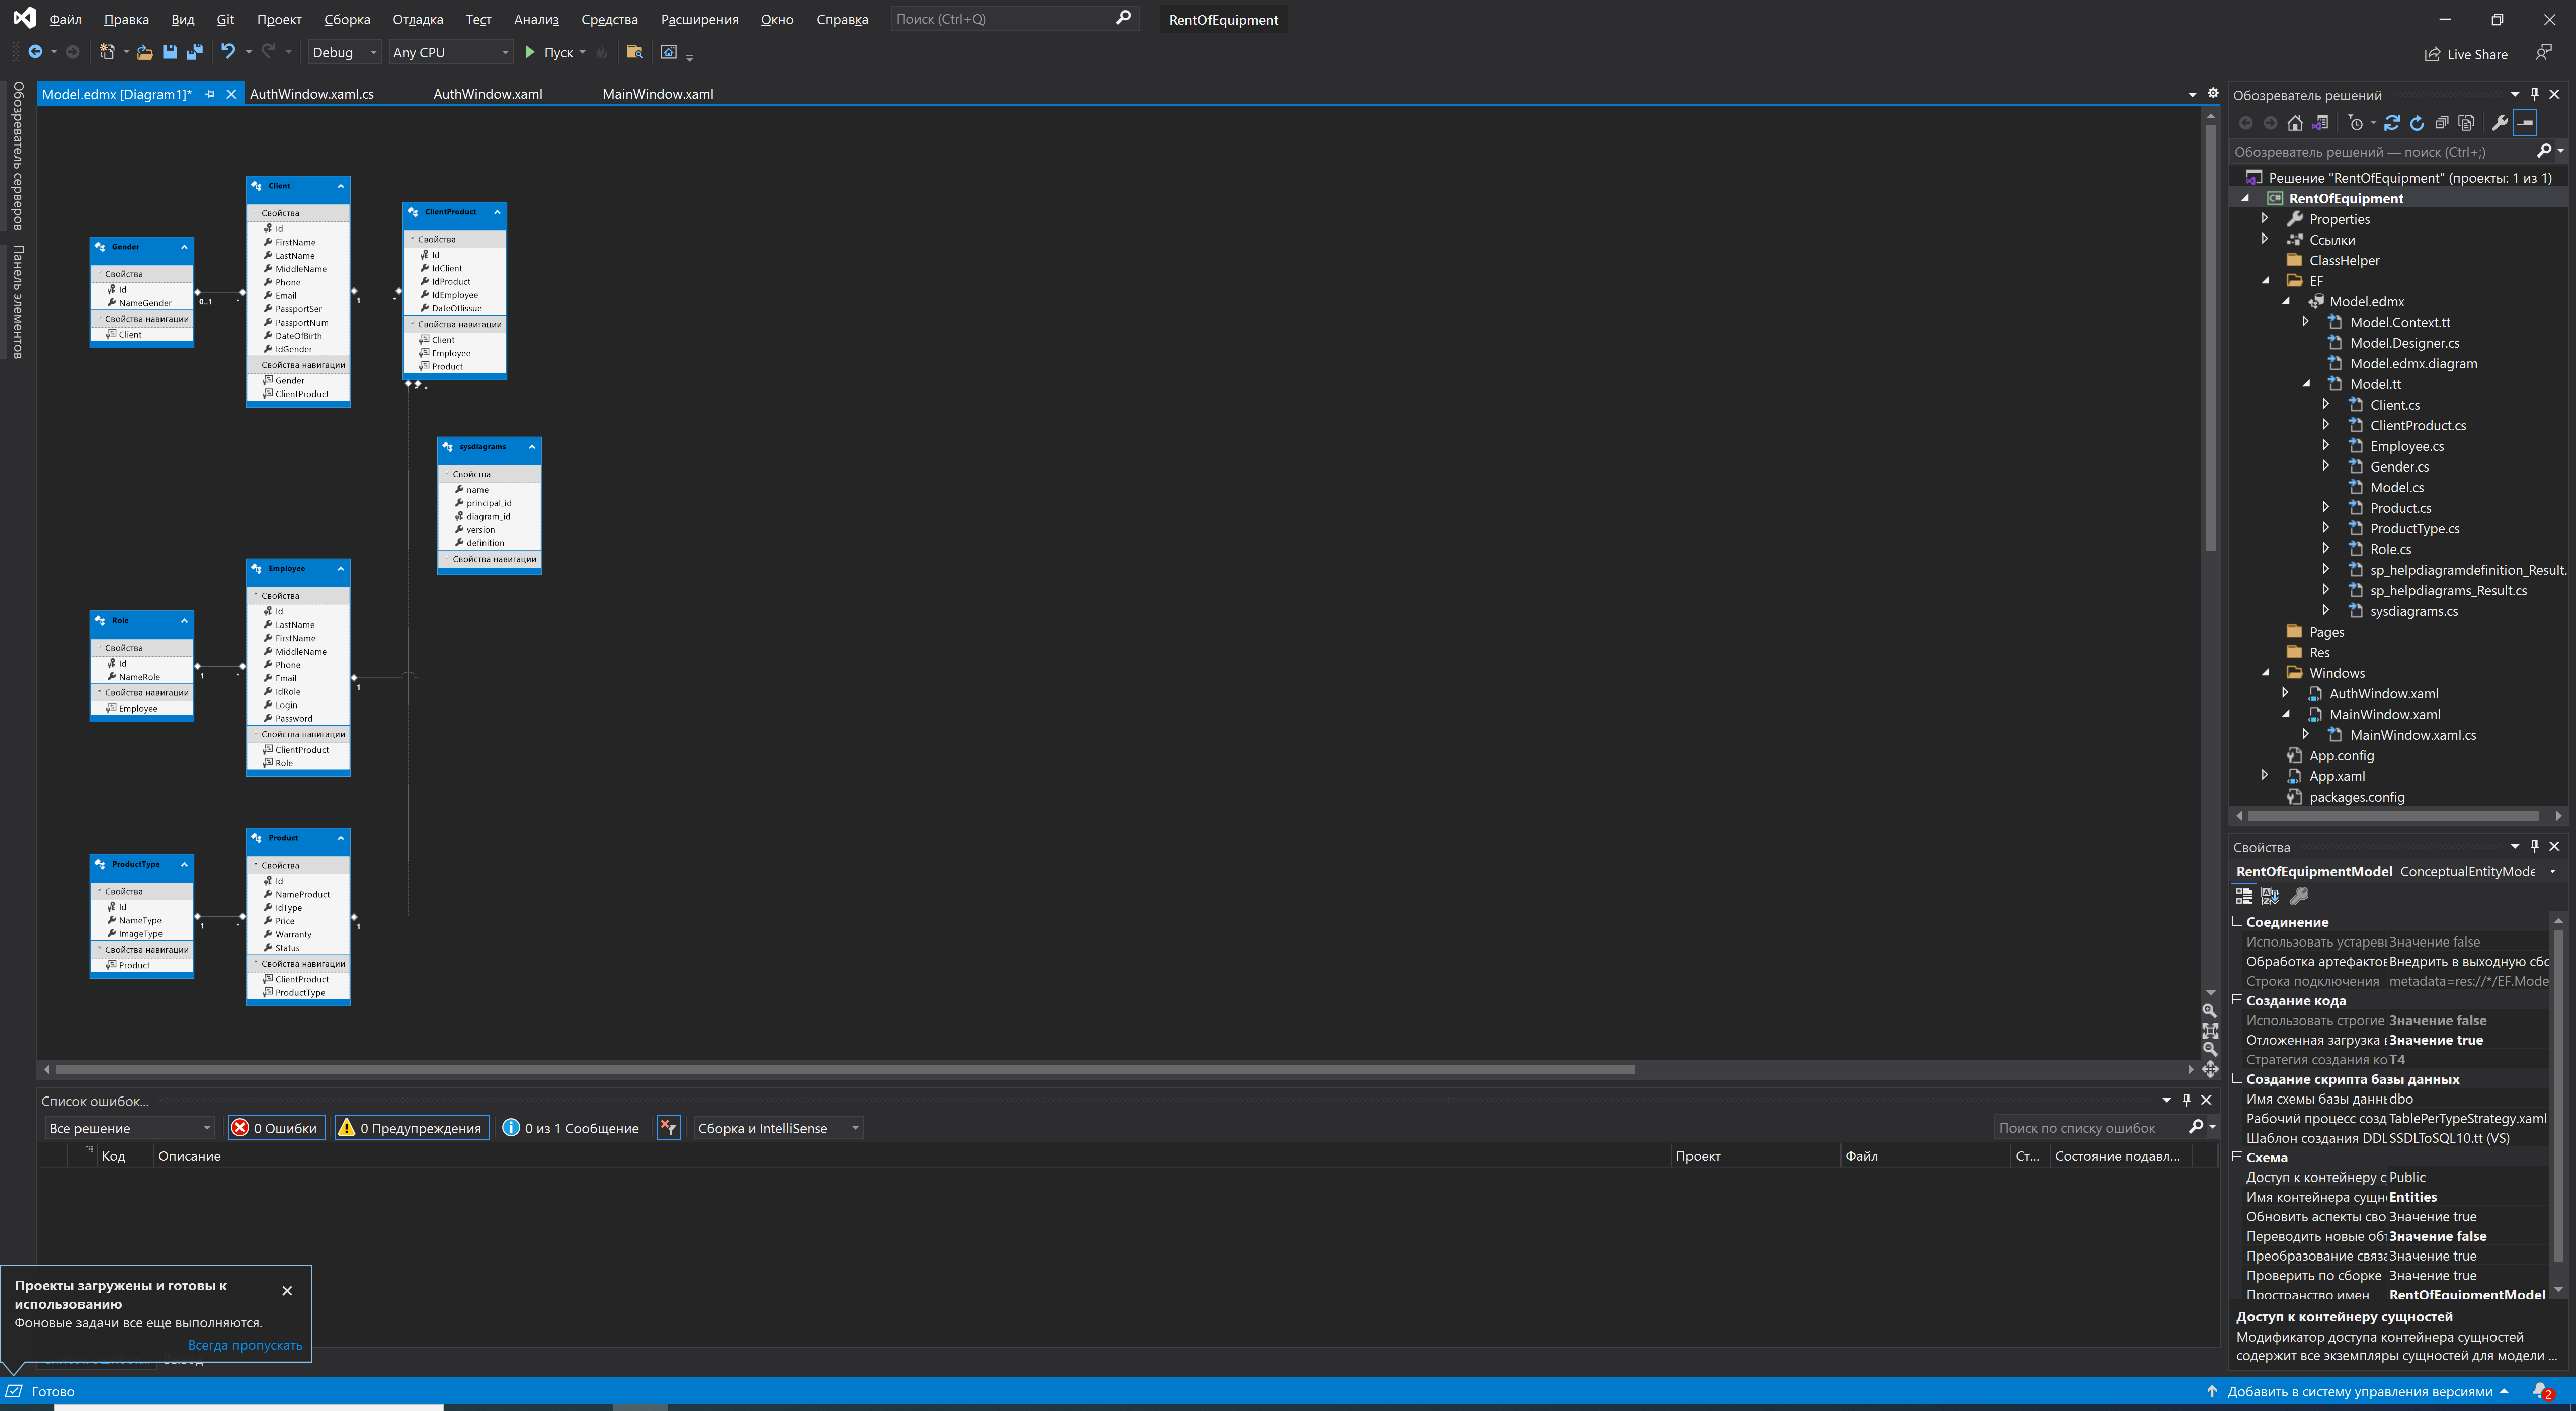 Файл Правка Вид Git Проект Сборка Отладка Тест Анализ Средства Расширения Окно Справка Поиск (Ctrl+Q) RentOfEquipment
Debug Any CPU Пуск Live Share
Обозреватель серверов
Панель элементов
Model.edmx [Diagram1]* AuthWindow.xaml.cs AuthWindow.xaml MainWindow.xaml
Gender
Свойства
Id
NameGender
Свойства навигации
Client
0..1
*
Client
Свойства
Id
FirstName
LastName
MiddleName
Phone
Email
PassportSer
PassportNum
DateOfBirth
IdGender
Свойства навигации
Gender
ClientProduct
1
*
ClientProduct
Свойства
Id
IdClient
IdProduct
IdEmployee
DateOfIssue
Свойства навигации
Client
Employee
Product
sysdiagrams
Свойства
name
principal_id
diagram_id
version
definition
Свойства навигации
Role
Свойства
Id
NameRole
Свойства навигации
Employee
1
*
Employee
Свойства
Id
LastName
FirstName
MiddleName
Phone
Email
IdRole
Login
Password
Свойства навигации
ClientProduct
Role
1
ProductType
Свойства
Id
NameType
ImageType
Свойства навигации
Product
1
*
Product
Свойства
Id
NameProduct
IdType
Price
Warranty
Status
Свойства навигации
ClientProduct
ProductType
1
Список ошибок...
Все решение 0 Ошибки 0 Предупреждения 0 из 1 Сообщение Сборка и IntelliSense Поиск по списку ошибок
Код Описание Проект Файл Ст... Состояние подавл...
Проекты загружены и готовы к
использованию
Фоновые задачи все еще выполняются.
Всегда пропускать
Обозреватель решений
Обозреватель решений — поиск (Ctrl+;)
Решение "RentOfEquipment" (проекты: 1 из 1)
RentOfEquipment
Properties
Ссылки
ClassHelper
EF
Model.edmx
Model.Context.tt
Model.Designer.cs
Model.edmx.diagram
Model.tt
Client.cs
ClientProduct.cs
Employee.cs
Gender.cs
Model.cs
Product.cs
ProductType.cs
Role.cs
sp_helpdiagramdefinition_Result.
sp_helpdiagrams_Result.cs
sysdiagrams.cs
Pages
Res
Windows
AuthWindow.xaml
MainWindow.xaml
MainWindow.xaml.cs
App.config
App.xaml
packages.config
Свойства
RentOfEquipmentModel ConceptualEntityMode
Соединение
Использовать устарев Значение false
Обработка артефактов Внедрить в выходную сбо
Строка подключения metadata=res://*/EF.Mode
Создание кода
Использовать строгие Значение false
Отложенная загрузка Значение true
Стратегия создания ко T4
Создание скрипта базы данных
Имя схемы базы данн dbo
Рабочий процесс созд TablePerTypeStrategy.xaml
Шаблон создания DDL SSDLToSQL10.tt (VS)
Схема
Доступ к контейнеру с Public
Имя контейнера сущн Entities
Обновить аспекты сво Значение true
Переводить новые об Значение false
Преобразование связ Значение true
Проверить по сборке Значение true
Пространство имен RentOfEquipmentModel
Доступ к контейнеру сущностей
Модификатор доступа контейнера сущностей
содержит все экземпляры сущностей для модели ...
Готово Добавить в систему управления версиями 2